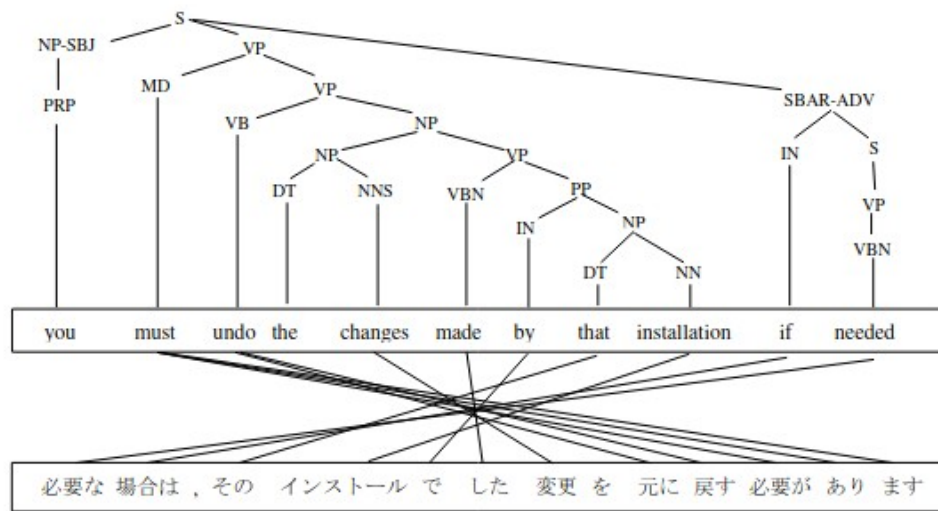 S
NP-SBJ VP
MD SBAR-ADV
PRP VP
VB NP IN S
NP VP
DT NNS VBN PP
IN NP VP
DT NN VBN
you must undo the changes made by that installation if needed
必要な 場合は , その インストール で した 変更 を 元に 戻す 必要が あり ます